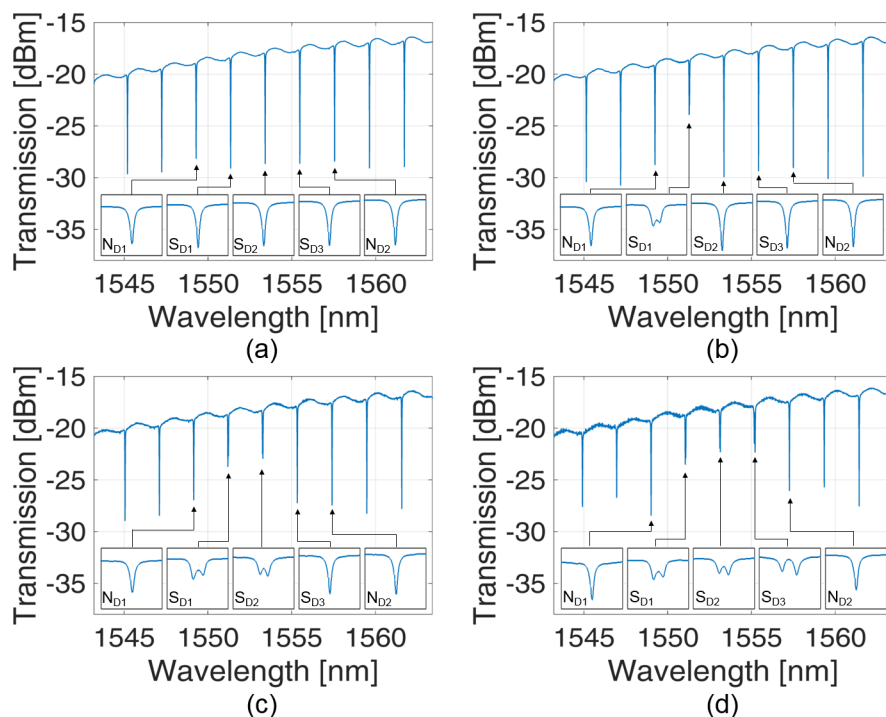 -15
-20
-25
-30
-35
Transmission [dBm]
N_D1 S_D1 S_D2 S_D3 N_D2
1545 1550 1555 1560
Wavelength [nm]
(a)
-15
-20
-25
-30
-35
Transmission [dBm]
N_D1 S_D1 S_D2 S_D3 N_D2
1545 1550 1555 1560
Wavelength [nm]
(b)
-15
-20
-25
-30
-35
Transmission [dBm]
N_D1 S_D1 S_D2 S_D3 N_D2
1545 1550 1555 1560
Wavelength [nm]
(c)
-15
-20
-25
-30
-35
Transmission [dBm]
N_D1 S_D1 S_D2 S_D3 N_D2
1545 1550 1555 1560
Wavelength [nm]
(d)